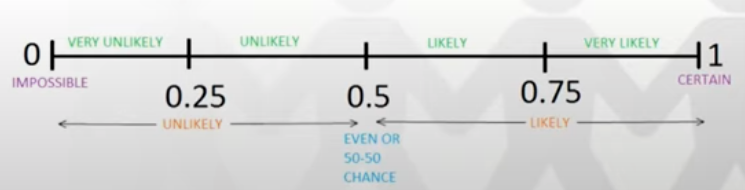 VERY UNLIKELY UNLIKELY LIKELY VERY LIKELY
0 1
IMPOSSIBLE CERTAIN
0.25 0.5 0.75
UNLIKELY LIKELY
EVEN OR
50-50
CHANCE